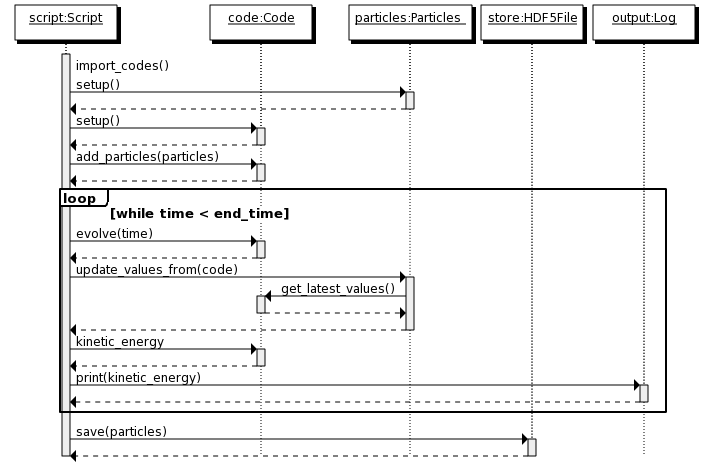 script:Script
code:Code
particles:Particles
store:HDF5File
output:Log
import_codes()
setup()
setup()
add_particles(particles)
loop
[while time < end_time]
evolve(time)
update_values_from(code)
get_latest_values()
kinetic_energy
print(kinetic_energy)
save(particles)